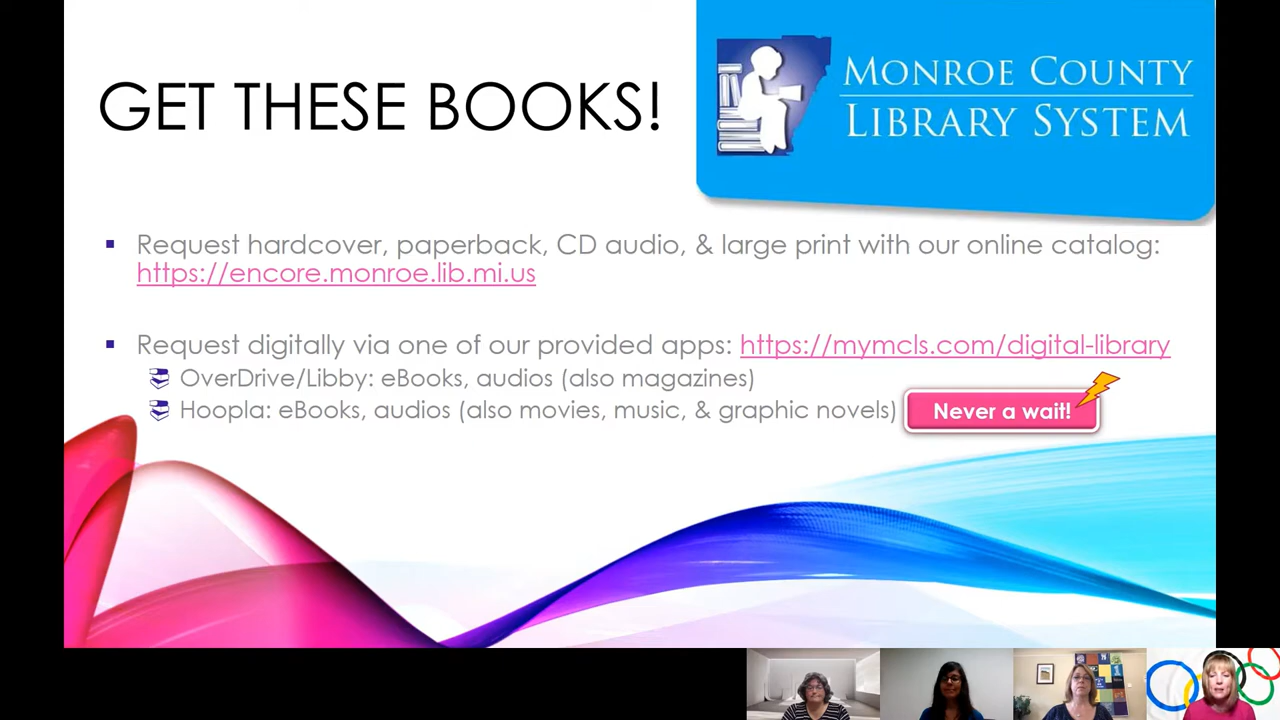 GET THESE BOOKS!
MONROE COUNTY
LIBRARY SYSTEM
Request hardcover, paperback, CD audio, & large print with our online catalog:
https://encore.monroe.lib.mi.us
Request digitally via one of our provided apps: https://mymcls.com/digital-library
OverDrive/Libby: eBooks, audios (also magazines)
Hoopla: eBooks, audios (also movies, music, & graphic novels)
Never a wait!